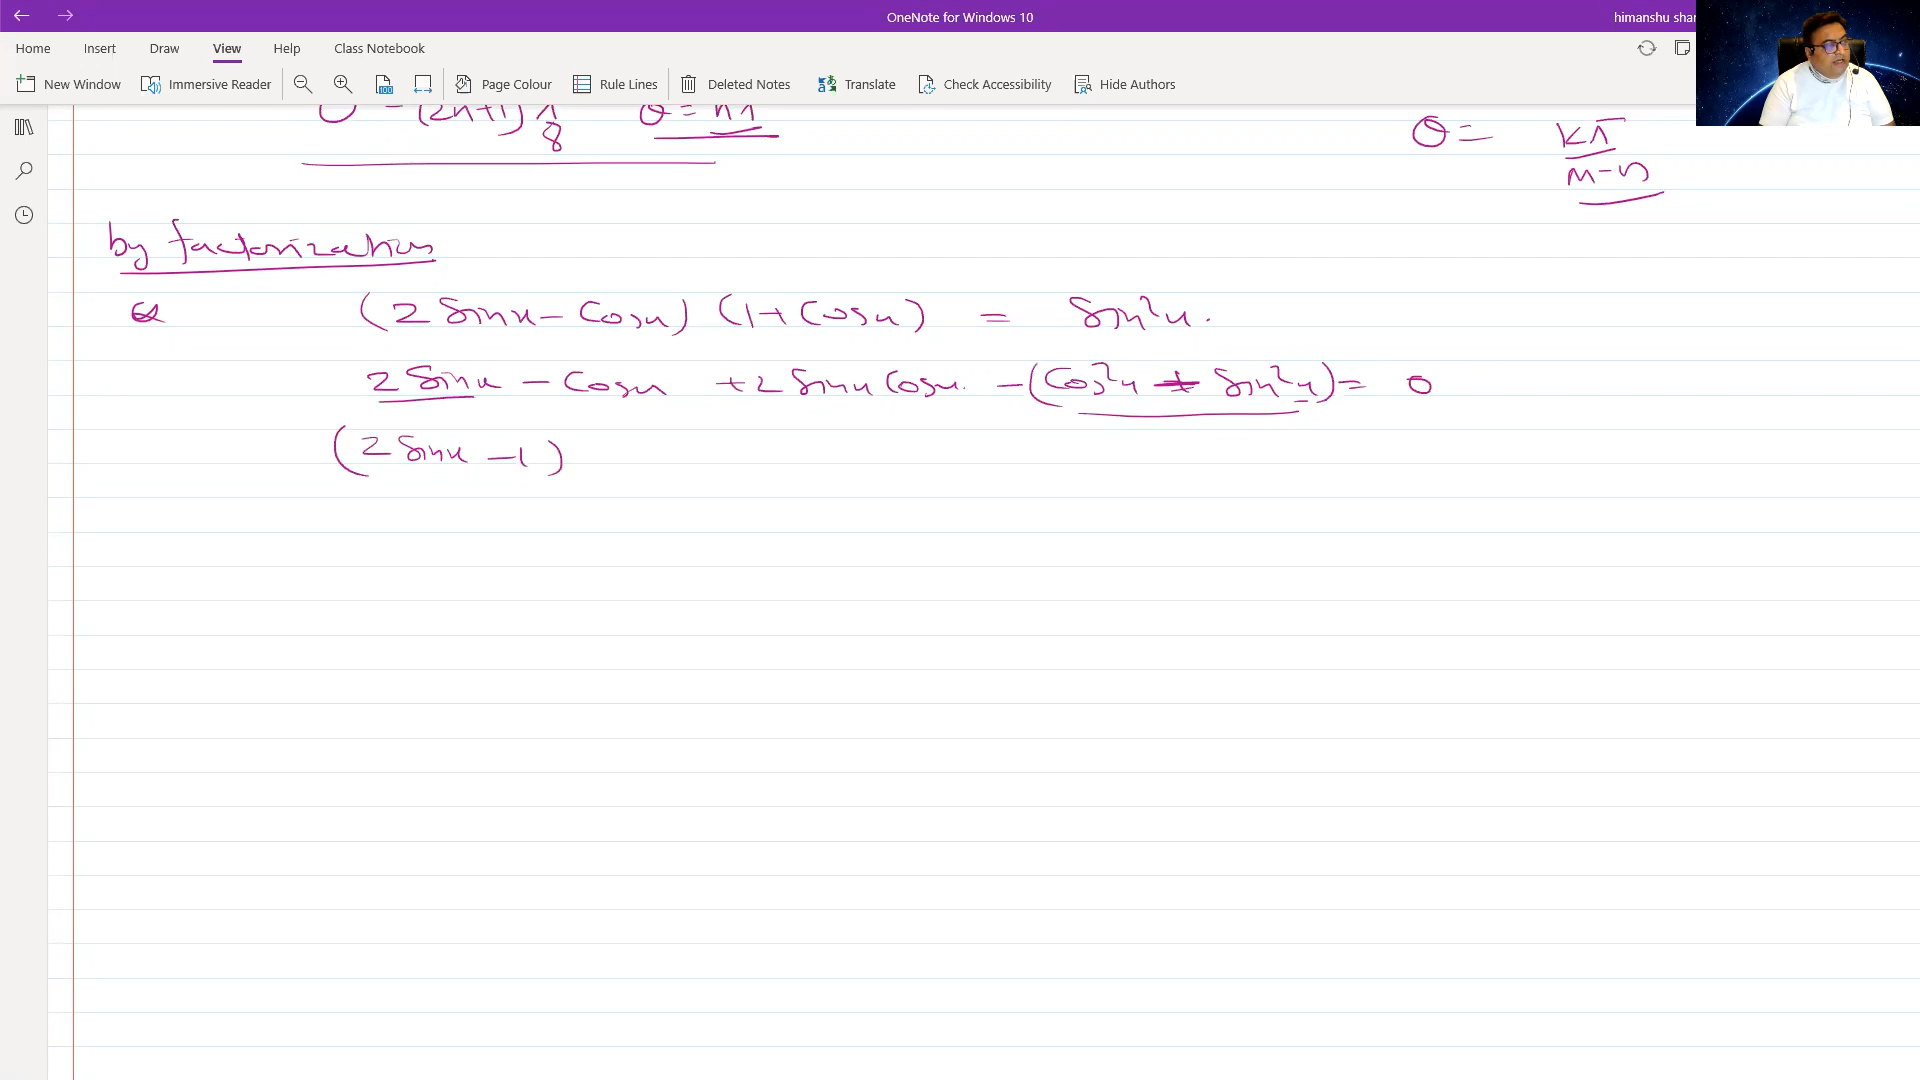 OneNote for Windows 10
himanshu shar
Home Insert Draw View Help Class Notebook
New Window Immersive Reader Page Colour Rule Lines Deleted Notes Translate Check Accessibility Hide Authors
θ = (2n+1) π/8 θ = nπ
θ = kπ/(m-n)
by factorization
Q (2 Sinx - Cosx) (1 + Cosx) = Sin²x.
2 Sinx - Cosx + 2 Sinx Cosx. - (Cos²x + Sin²x) = 0
(2 Sinx - 1)